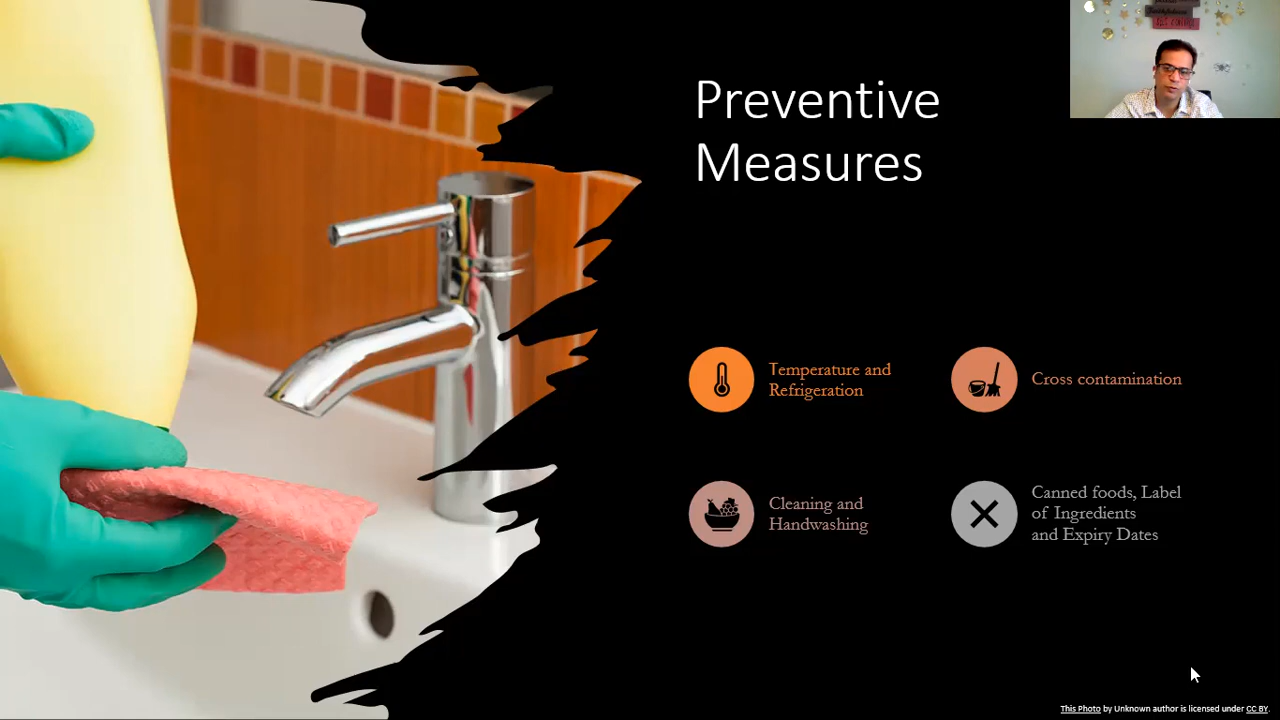 Preventive
Measures
Temperature and
Refrigeration
Cross contamination
Cleaning and
Handwashing
Canned foods, Label
of Ingredients
and Expiry Dates
This Photo by Unknown author is licensed under CC BY.